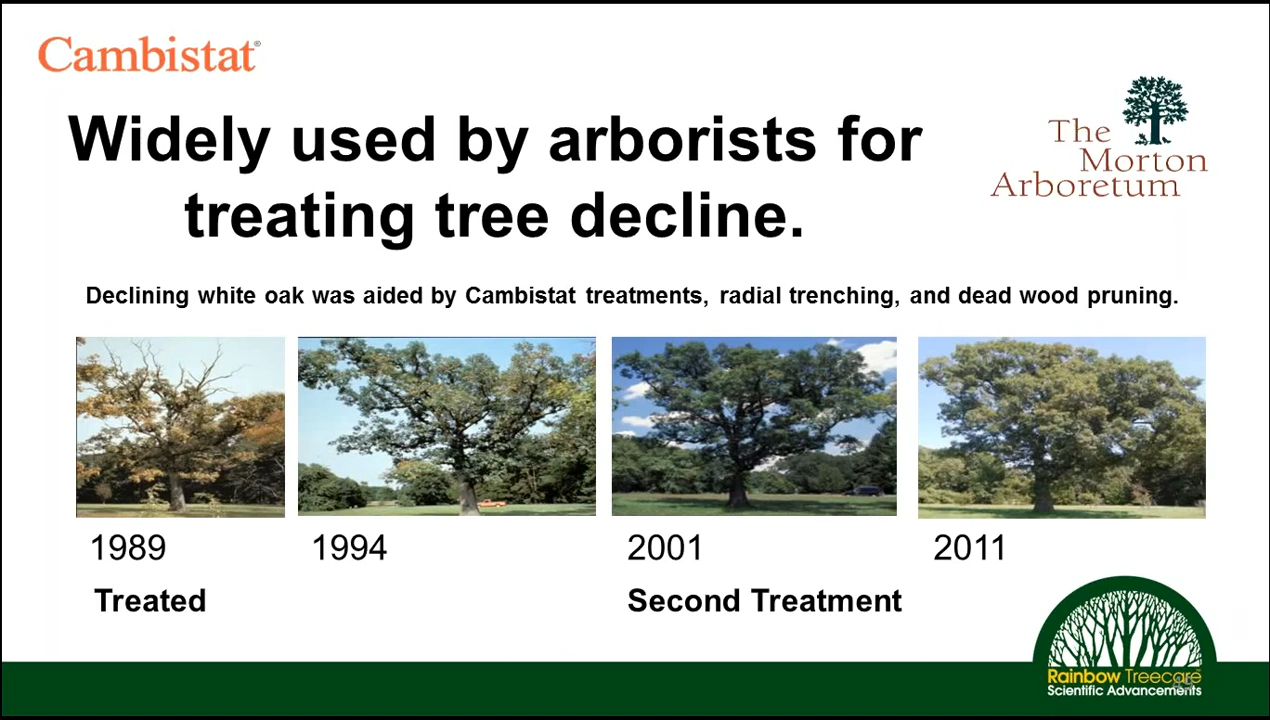 Cambistat®
The
Morton
Arboretum
Widely used by arborists for
treating tree decline.
Declining white oak was aided by Cambistat treatments, radial trenching, and dead wood pruning.
1989
1994
2001
2011
Treated
Second Treatment
Rainbow Treecare
Scientific Advancements